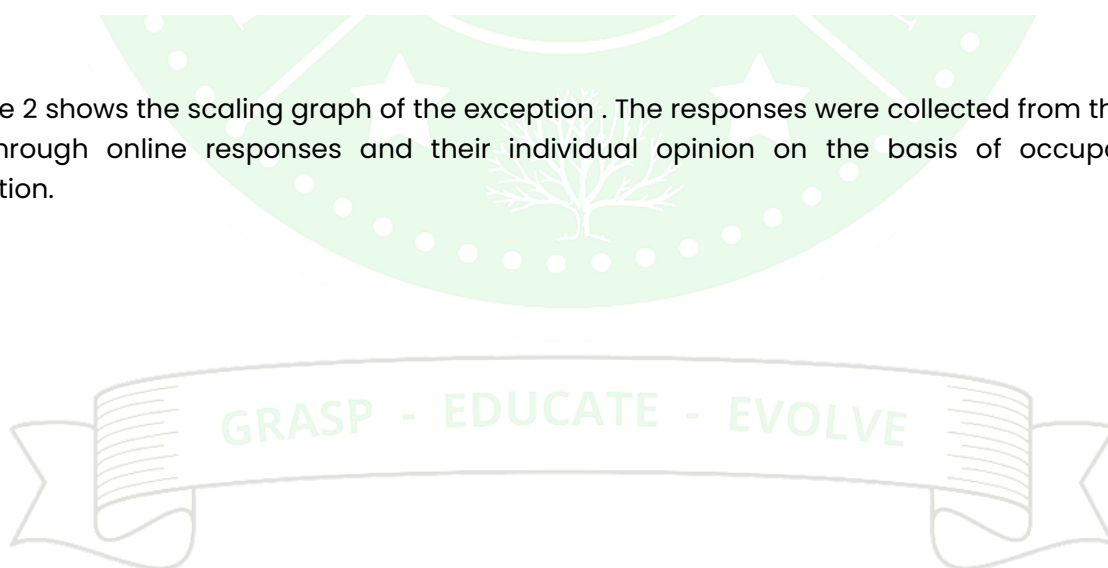 e 2 shows the scaling graph of the exception . The responses were collected from th
hrough online responses and their individual opinion on the basis of occupa
tion.
GRASP - EDUCATE - EVOLVE